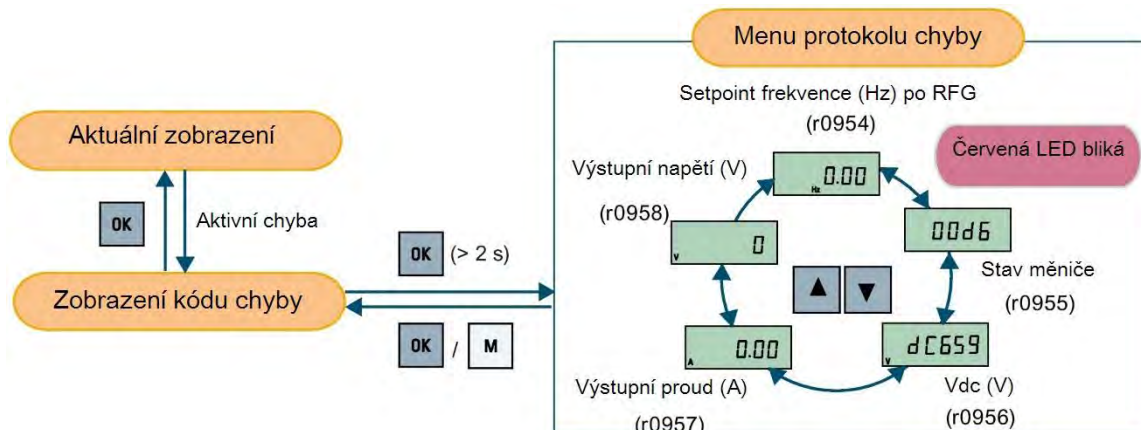 Menu protokolu chyby
Setpoint frekvence (Hz) po RFG
(r0954)
Aktuální zobrazení
Červená LED bliká
Výstupní napětí (V)
(r0958)
Hz 0.00
OK
Aktivní chyba
V 0
00d6
OK (> 2 s)
Stav měniče
(r0955)
Zobrazení kódu chyby
OK / M
A 0.00
V dC659
Výstupní proud (A)
(r0957)
Vdc (V)
(r0956)